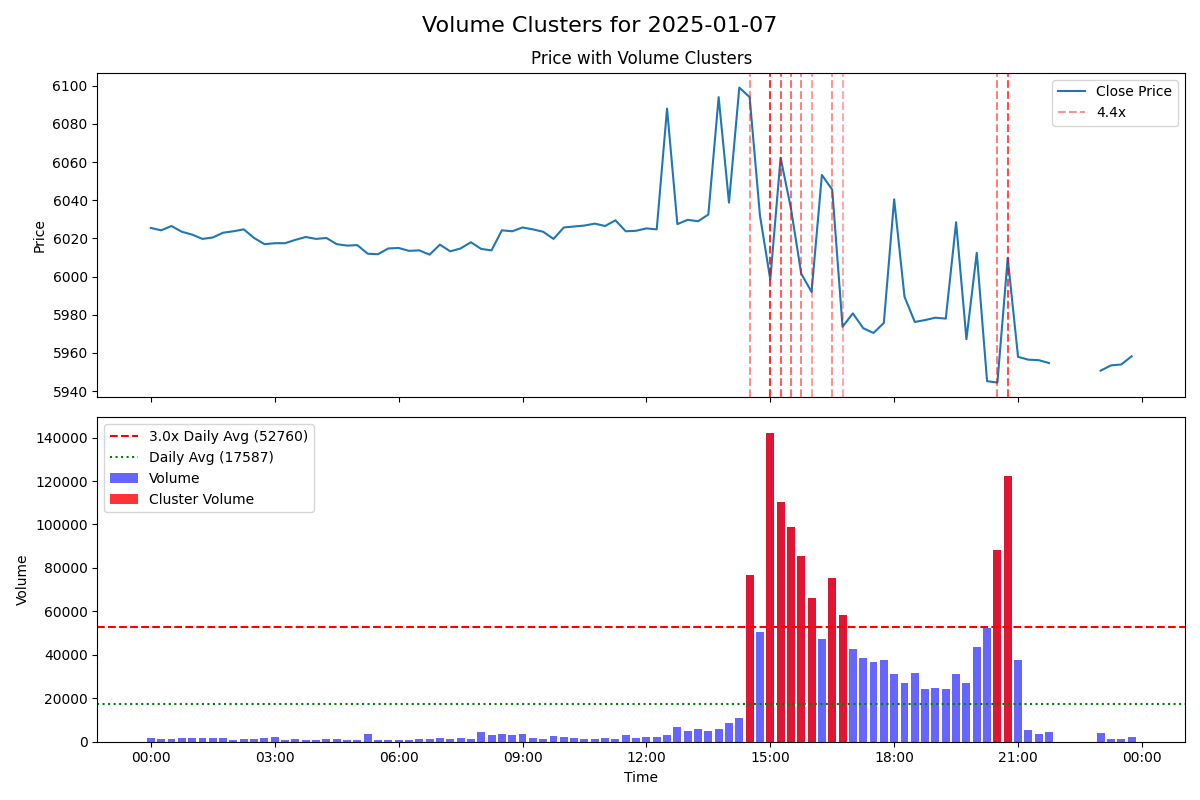 Volume Clusters for 2025-01-07
Price with Volume Clusters
Price
6100
6080
6060
6040
6020
6000
5980
5960
5940
Close Price
4.4x
Volume
140000
120000
100000
80000
60000
40000
20000
0
3.0x Daily Avg (52760)
Daily Avg (17587)
Volume
Cluster Volume
00:00 03:00 06:00 09:00 12:00 15:00 18:00 21:00 00:00
Time